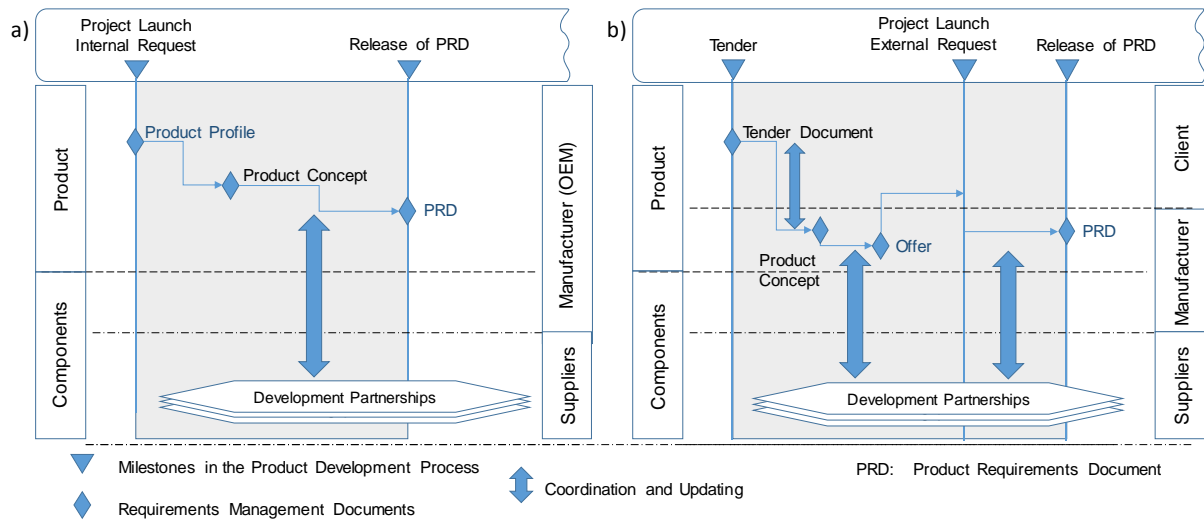 a)
Project Launch
Internal Request
Release of PRD
Product
Components
Product Profile
Product Concept
PRD
Development Partnerships
Manufacturer (OEM)
Suppliers
b)
Tender
Project Launch
External Request
Release of PRD
Product
Components
Tender Document
Product
Concept
Offer
PRD
Development Partnerships
Client
Manufacturer
Suppliers
Milestones in the Product Development Process
Requirements Management Documents
Coordination and Updating
PRD: Product Requirements Document